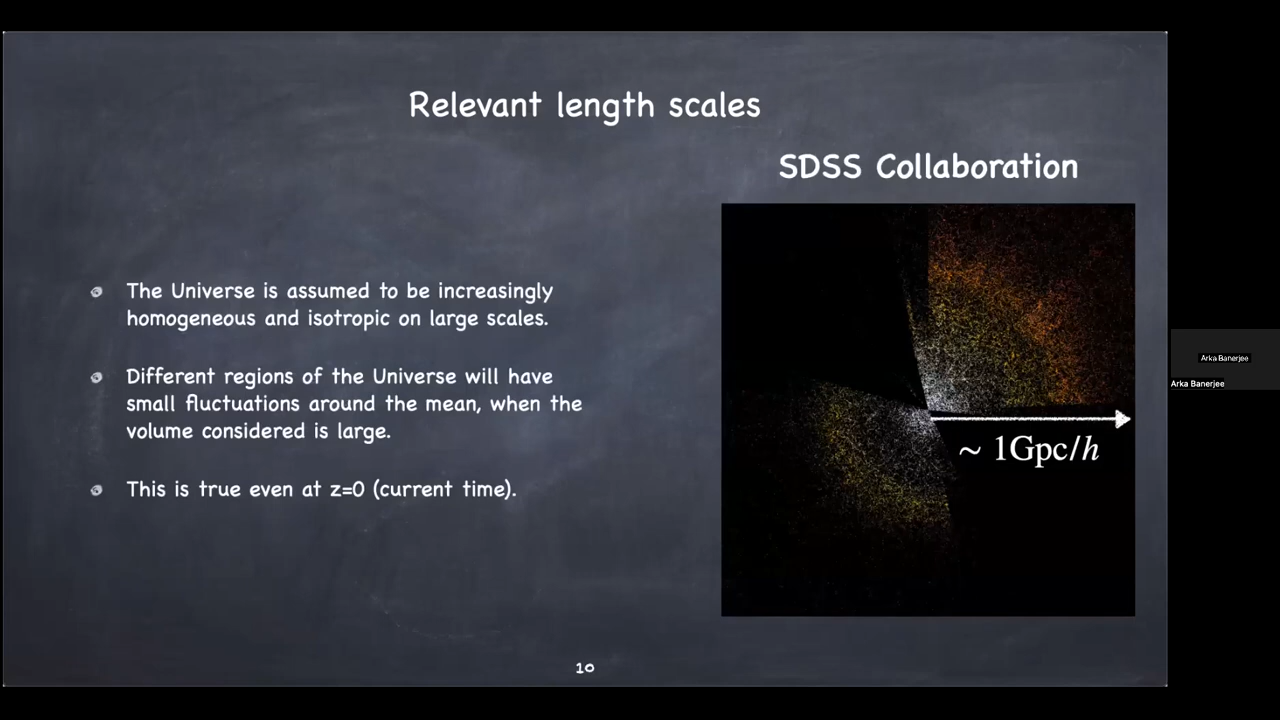 Relevant length scales
SDSS Collaboration
The Universe is assumed to be increasingly
homogeneous and isotropic on large scales.
Different regions of the Universe will have
small fluctuations around the mean, when the
volume considered is large.
This is true even at z=0 (current time).
~ 1Gpc/h
10
Arka Banerjee
Arka Banerjee